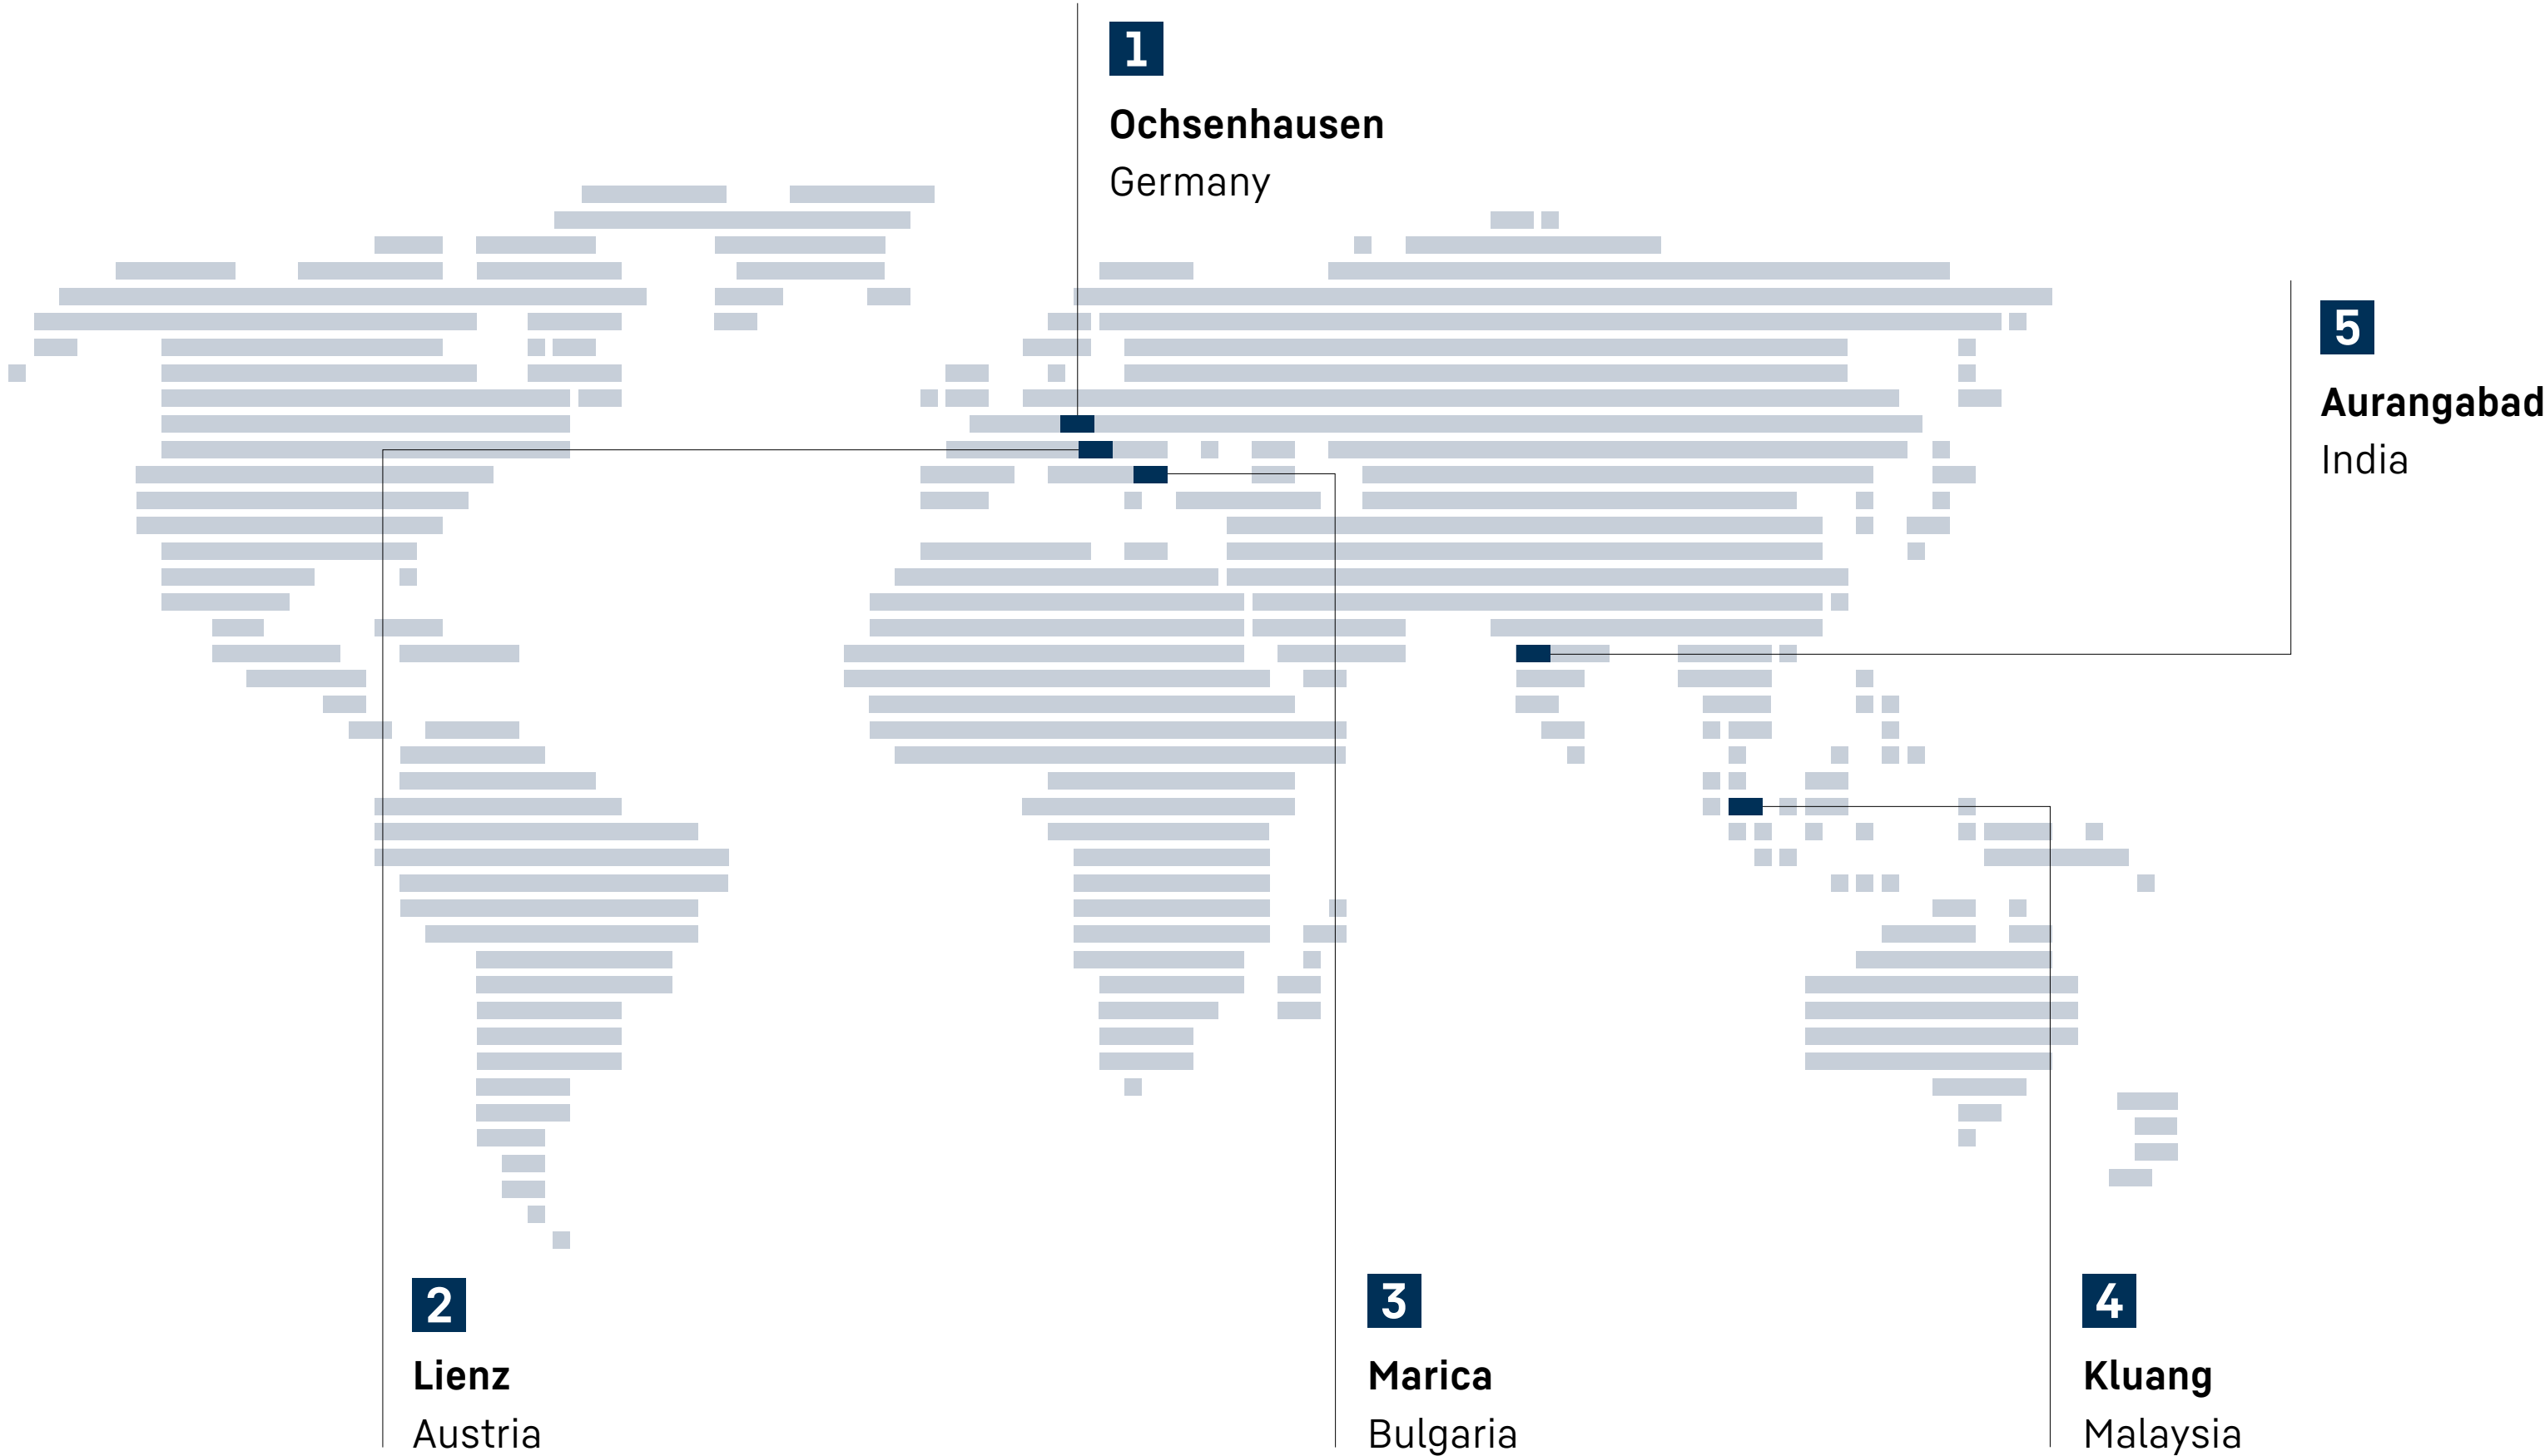 1
Ochsenhausen
Germany
5
Aurangabad
India
2
Lienz
Austria
3
Marica
Bulgaria
4
Kluang
Malaysia